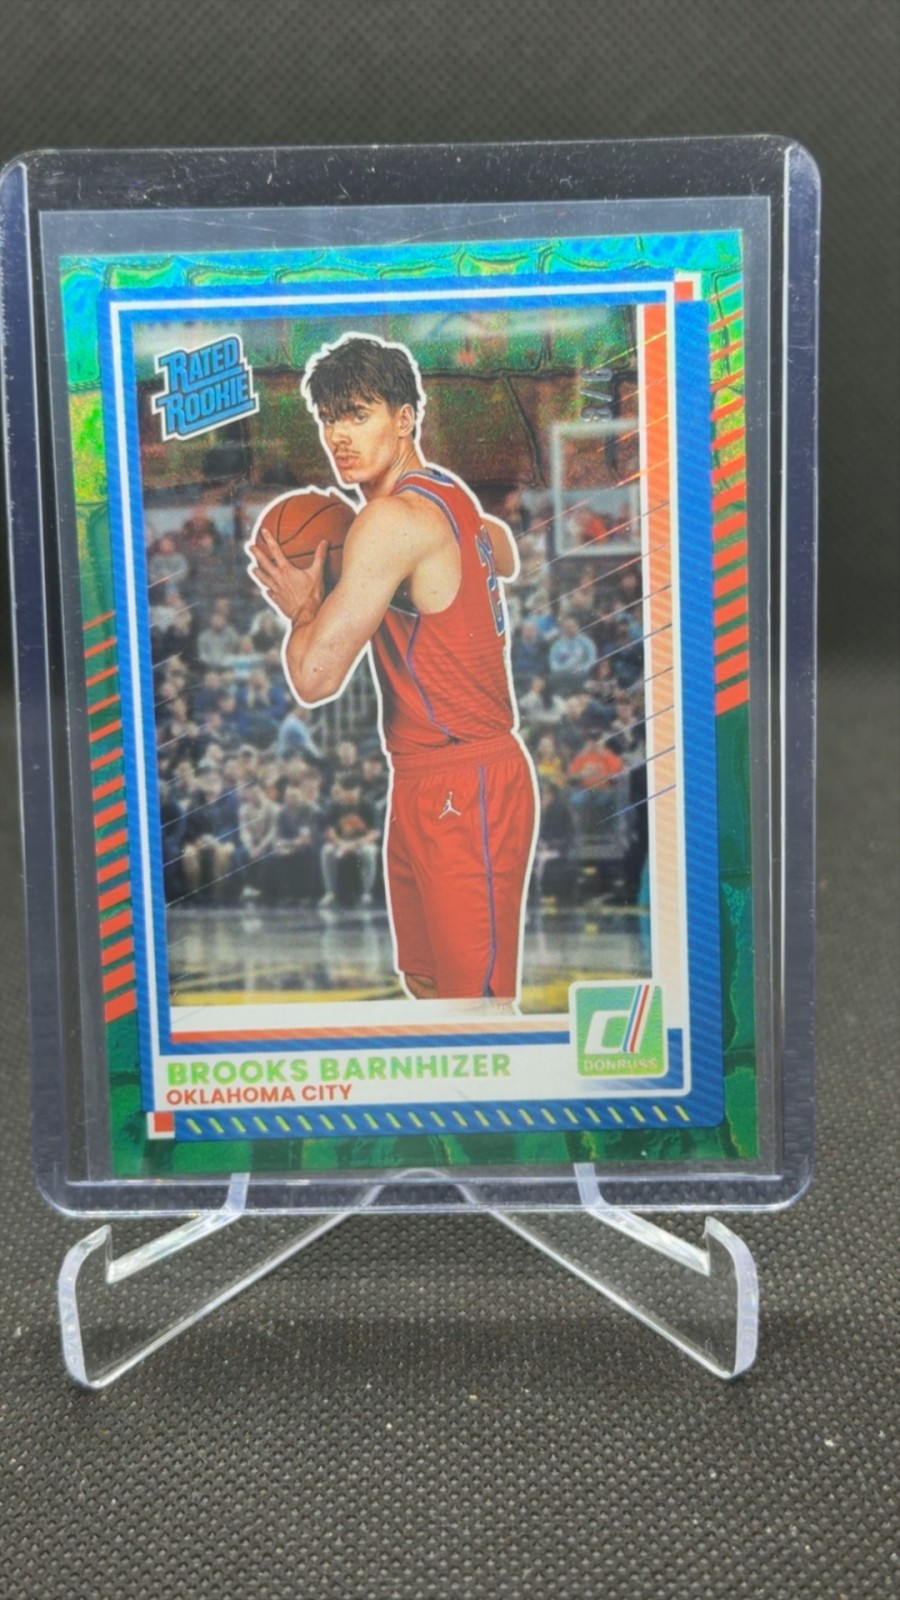 RATED
ROOKIE
BROOKS BARNHIZER
OKLAHOMA CITY
DONRUSS